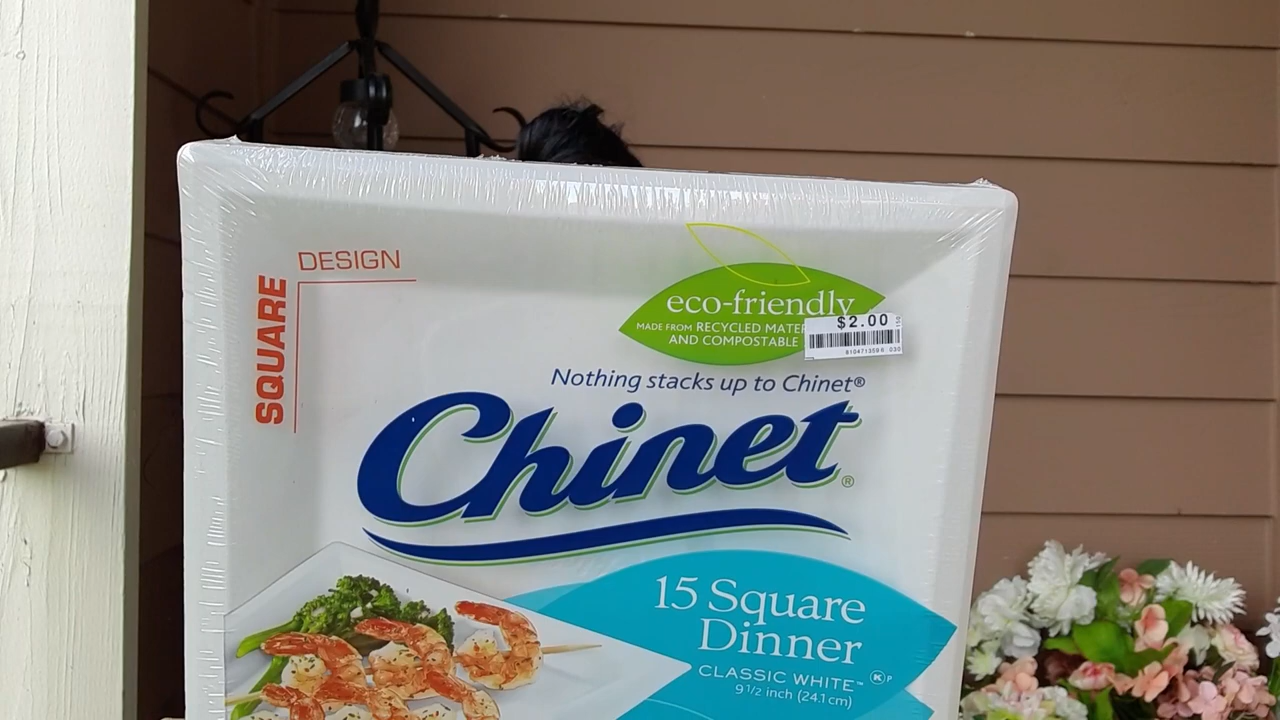 DESIGN
SQUARE
eco-friendly
MADE FROM RECYCLED
AND COMPOSTABLE
$2.00
Nothing stacks up to Chinet®
Chinet®
15 Square
Dinner
CLASSIC WHITE™ K P
9 1/2 inch (24.1 cm)